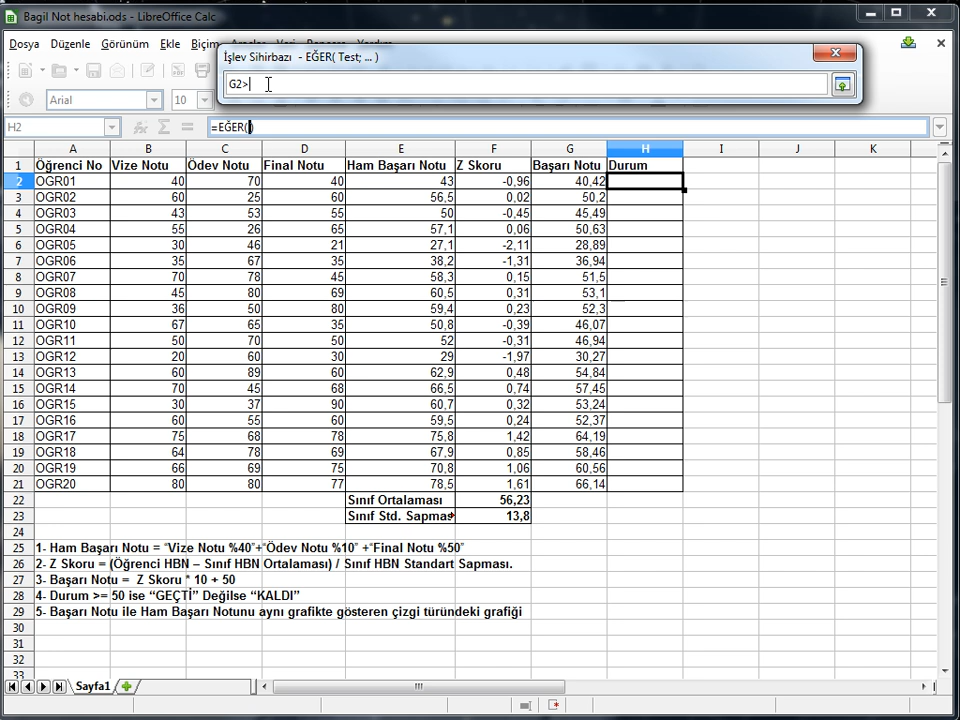 Bagil Not hesabi.ods - LibreOffice Calc
Dosya Düzenle Görünüm Ekle Biçim
İşlev Sihirbazı - EĞER( Test; ... )
G2>
Arial 10
H2 =EĞER()
A B C D E F G H I J K
1 Öğrenci No Vize Notu Ödev Notu Final Notu Ham Başarı Notu Z Skoru Başarı Notu Durum
2 OGR01 40 70 40 43 -0,96 40,42
3 OGR02 60 25 60 56,5 0,02 50,2
4 OGR03 43 53 55 50 -0,45 45,49
5 OGR04 55 26 65 57,1 0,06 50,63
6 OGR05 30 46 21 27,1 -2,11 28,89
7 OGR06 35 67 35 38,2 -1,31 36,94
8 OGR07 70 78 45 58,3 0,15 51,5
9 OGR08 45 80 69 60,5 0,31 53,1
10 OGR09 36 50 80 59,4 0,23 52,3
11 OGR10 67 65 35 50,8 -0,39 46,07
12 OGR11 50 70 50 52 -0,31 46,94
13 OGR12 20 60 30 29 -1,97 30,27
14 OGR13 60 89 60 62,9 0,48 54,84
15 OGR14 70 45 68 66,5 0,74 57,45
16 OGR15 30 37 90 60,7 0,32 53,24
17 OGR16 60 55 60 59,5 0,24 52,37
18 OGR17 75 68 78 75,8 1,42 64,19
19 OGR18 64 78 69 67,9 0,85 58,46
20 OGR19 66 69 75 70,8 1,06 60,56
21 OGR20 80 80 77 78,5 1,61 66,14
22 Sınıf Ortalaması 56,23
23 Sınıf Std. Sapmas 13,8
24
25 1- Ham Başarı Notu = “Vize Notu %40”+“Ödev Notu %10” +“Final Notu %50”
26 2- Z Skoru = (Öğrenci HBN – Sınıf HBN Ortalaması) / Sınıf HBN Standart Sapması.
27 3- Başarı Notu = Z Skoru * 10 + 50
28 4- Durum >= 50 ise “GEÇTİ” Değilse “KALDI”
29 5- Başarı Notu ile Ham Başarı Notunu aynı grafikte gösteren çizgi türündeki grafiği
30
31
32
33
Sayfa1